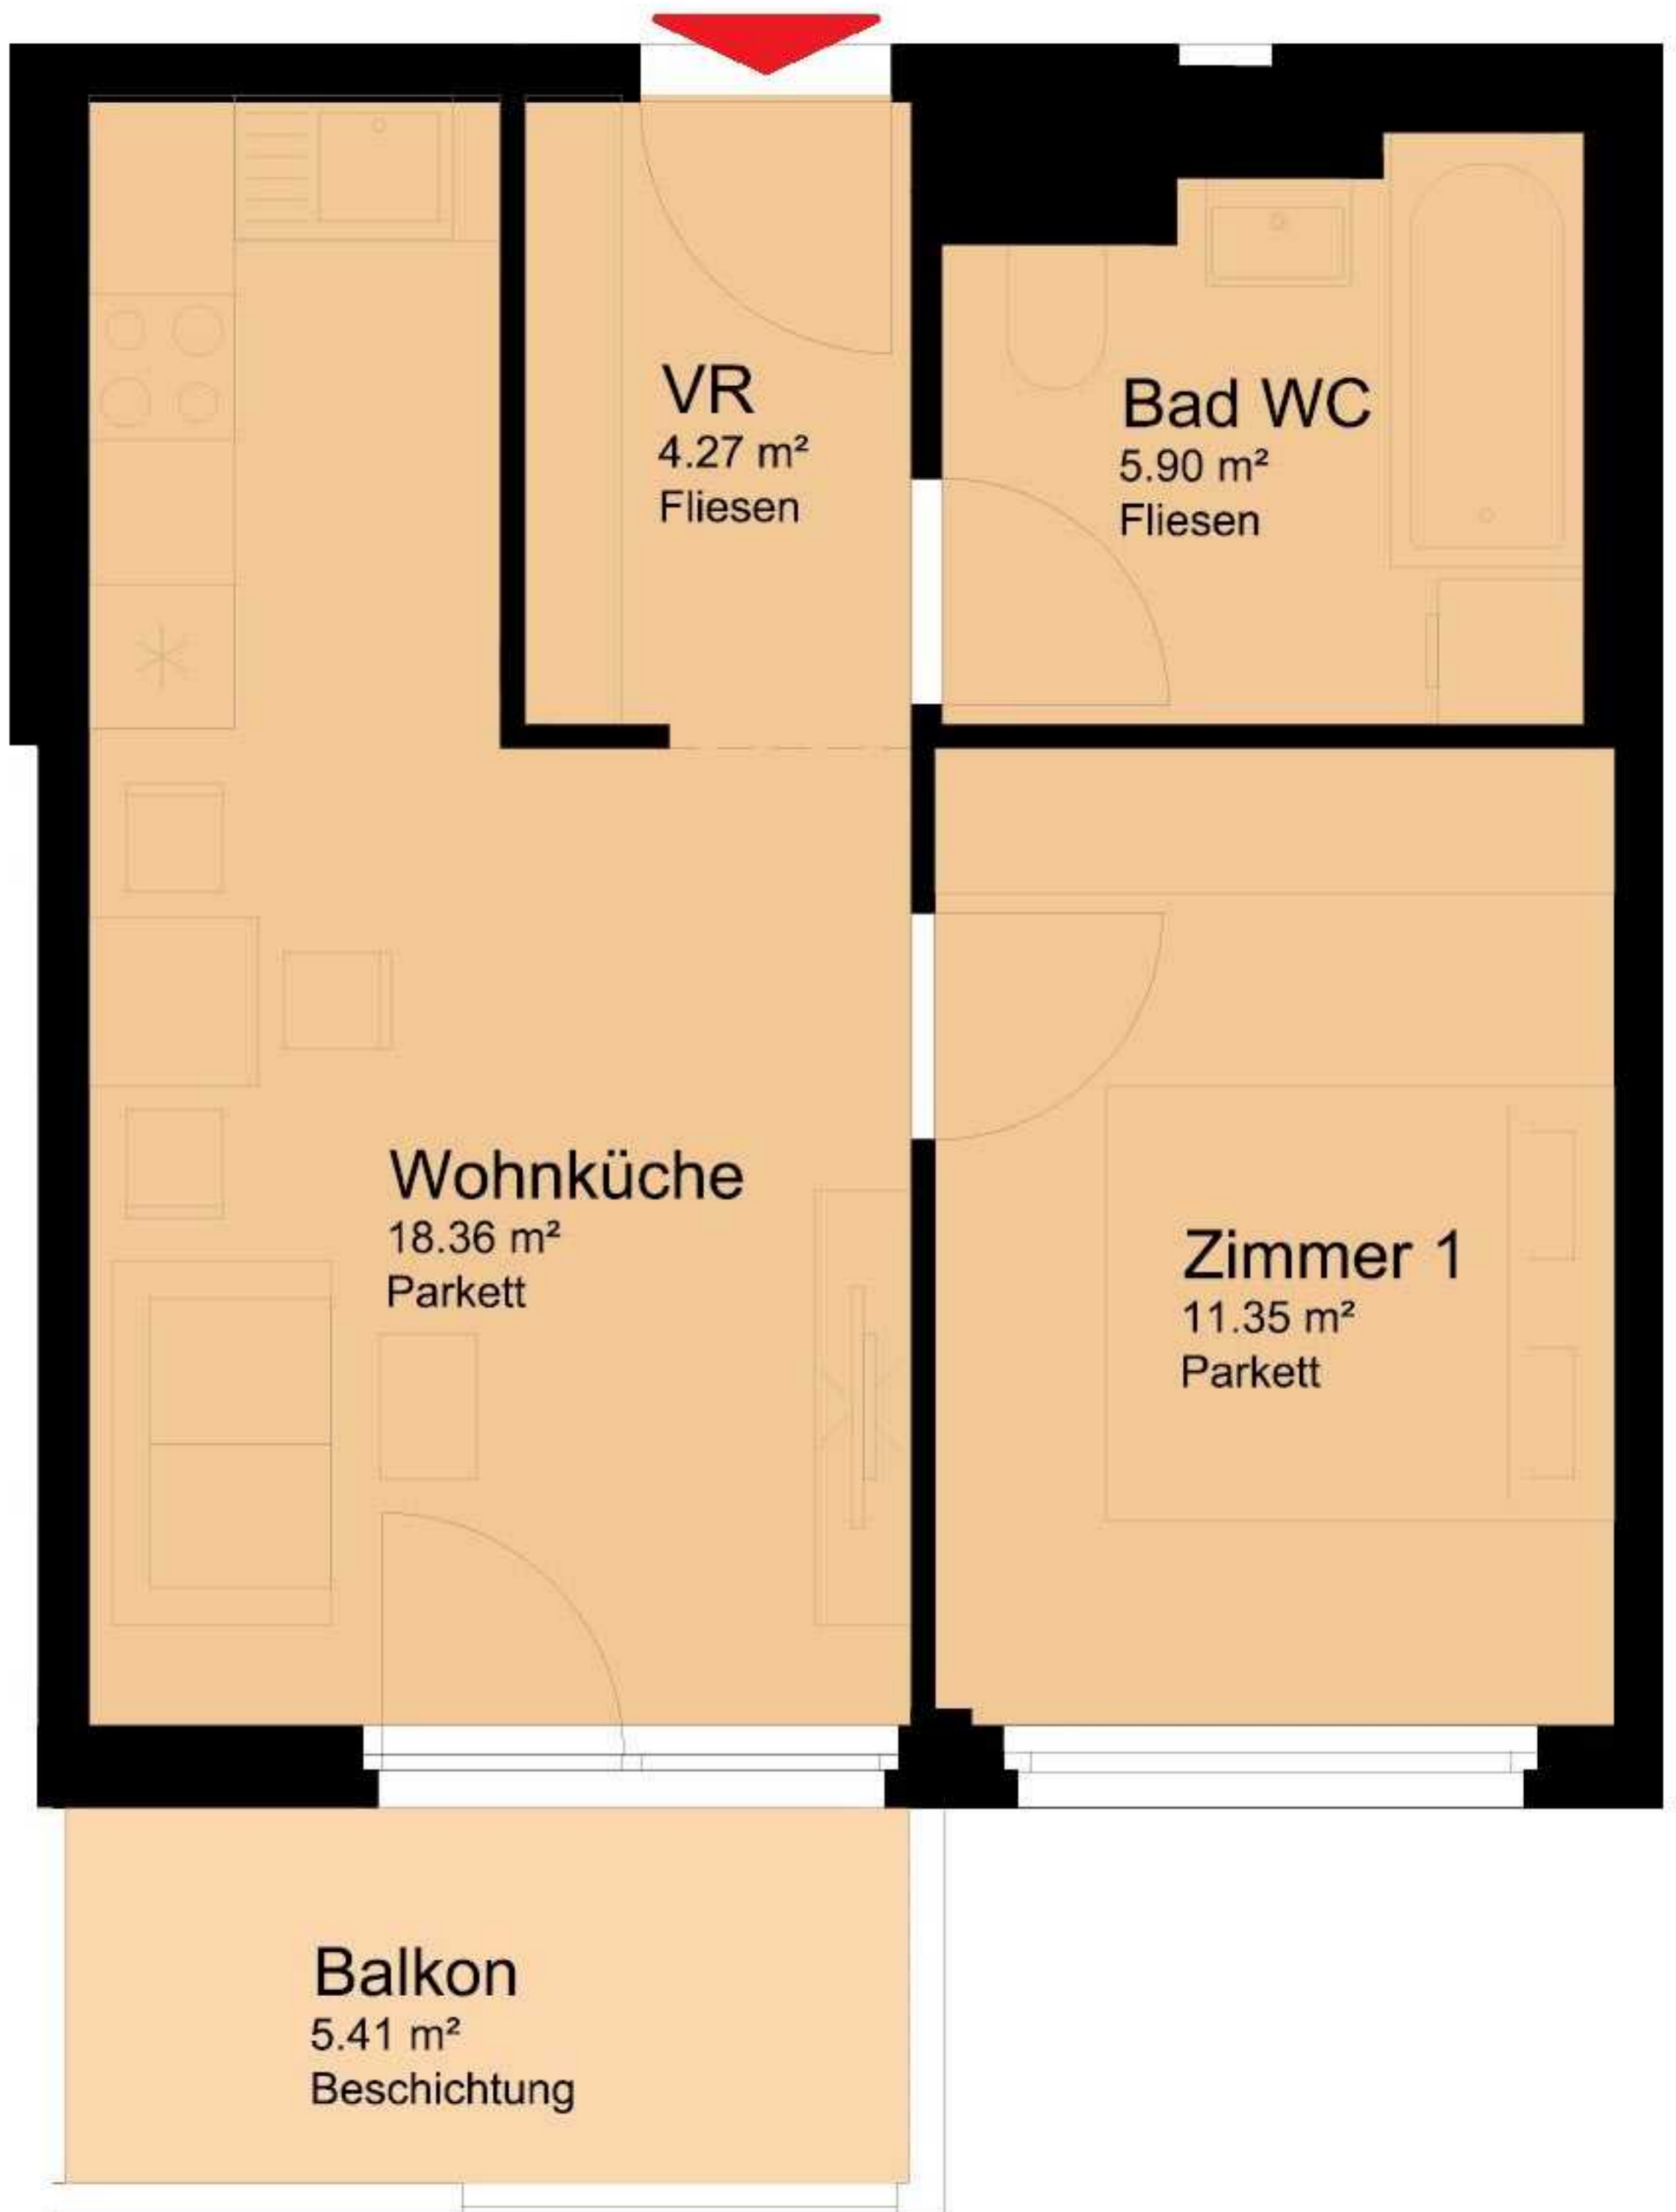 VR
4.27 m²
Fliesen
Bad WC
5.90 m²
Fliesen
Wohnküche
18.36 m²
Parkett
Zimmer 1
11.35 m²
Parkett
Balkon
5.41 m²
Beschichtung